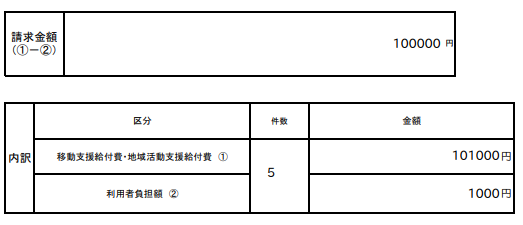 請求金額
(①－②)
100000 円
区分
件数
金額
内訳
移動支援給付費・地域活動支援給付費 ①
5
101000円
利用者負担額 ②
1000円